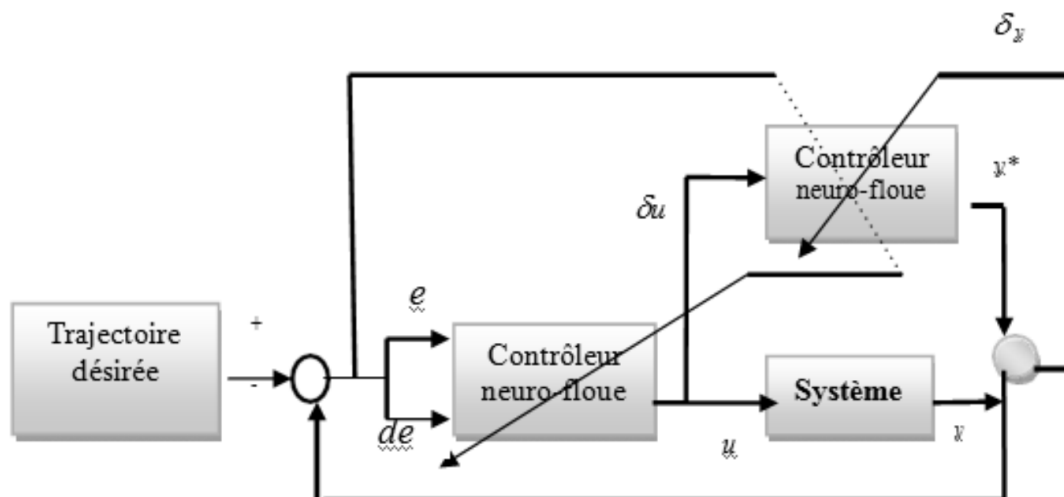 δy
Contrôleur
neuro-floue
y*
δu
e
Trajectoire
désirée
+
-
Contrôleur
neuro-floue
de
Système
u
y